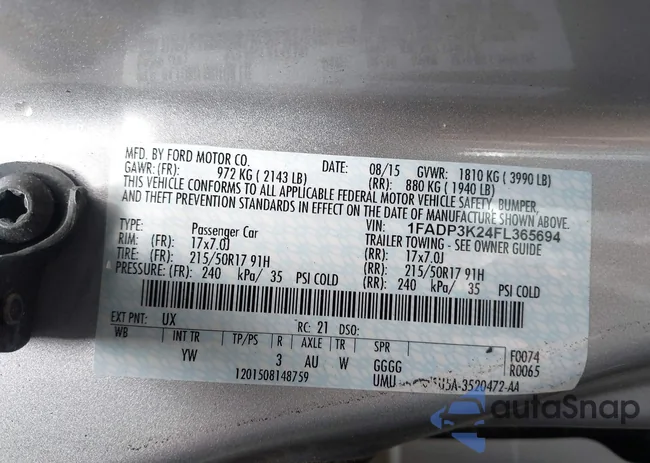 MFD. BY FORD MOTOR CO.
DATE: 08/15 GVWR: 1810 KG ( 3990 LB)
GAWR: (FR): 972 KG ( 2143 LB) (RR): 880 KG ( 1940 LB)
THIS VEHICLE CONFORMS TO ALL APPLICABLE FEDERAL MOTOR VEHICLE SAFETY, BUMPER,
AND THEFT PREVENTION STANDARDS IN EFFECT ON THE DATE OF MANUFACTURE SHOWN ABOVE.
VIN: 1FADP3K24FL365694
TYPE: Passenger Car TRAILER TOWING - SEE OWNER GUIDE
RIM: (FR): 17x7.0J (RR): 17x7.0J
TIRE: (FR): 215/50R17 91H (RR): 215/50R17 91H
PRESSURE: (FR): 240 kPa/ 35 PSI COLD (RR): 240 kPa/ 35 PSI COLD
EXT PNT: UX RC: 21 DSO:
WB INT TR TP/PS R AXLE TR SPR
YW 3 AU W GGGG F0074
UMU R0065
1201508148759 U5A-3520472-AA
autoSnap